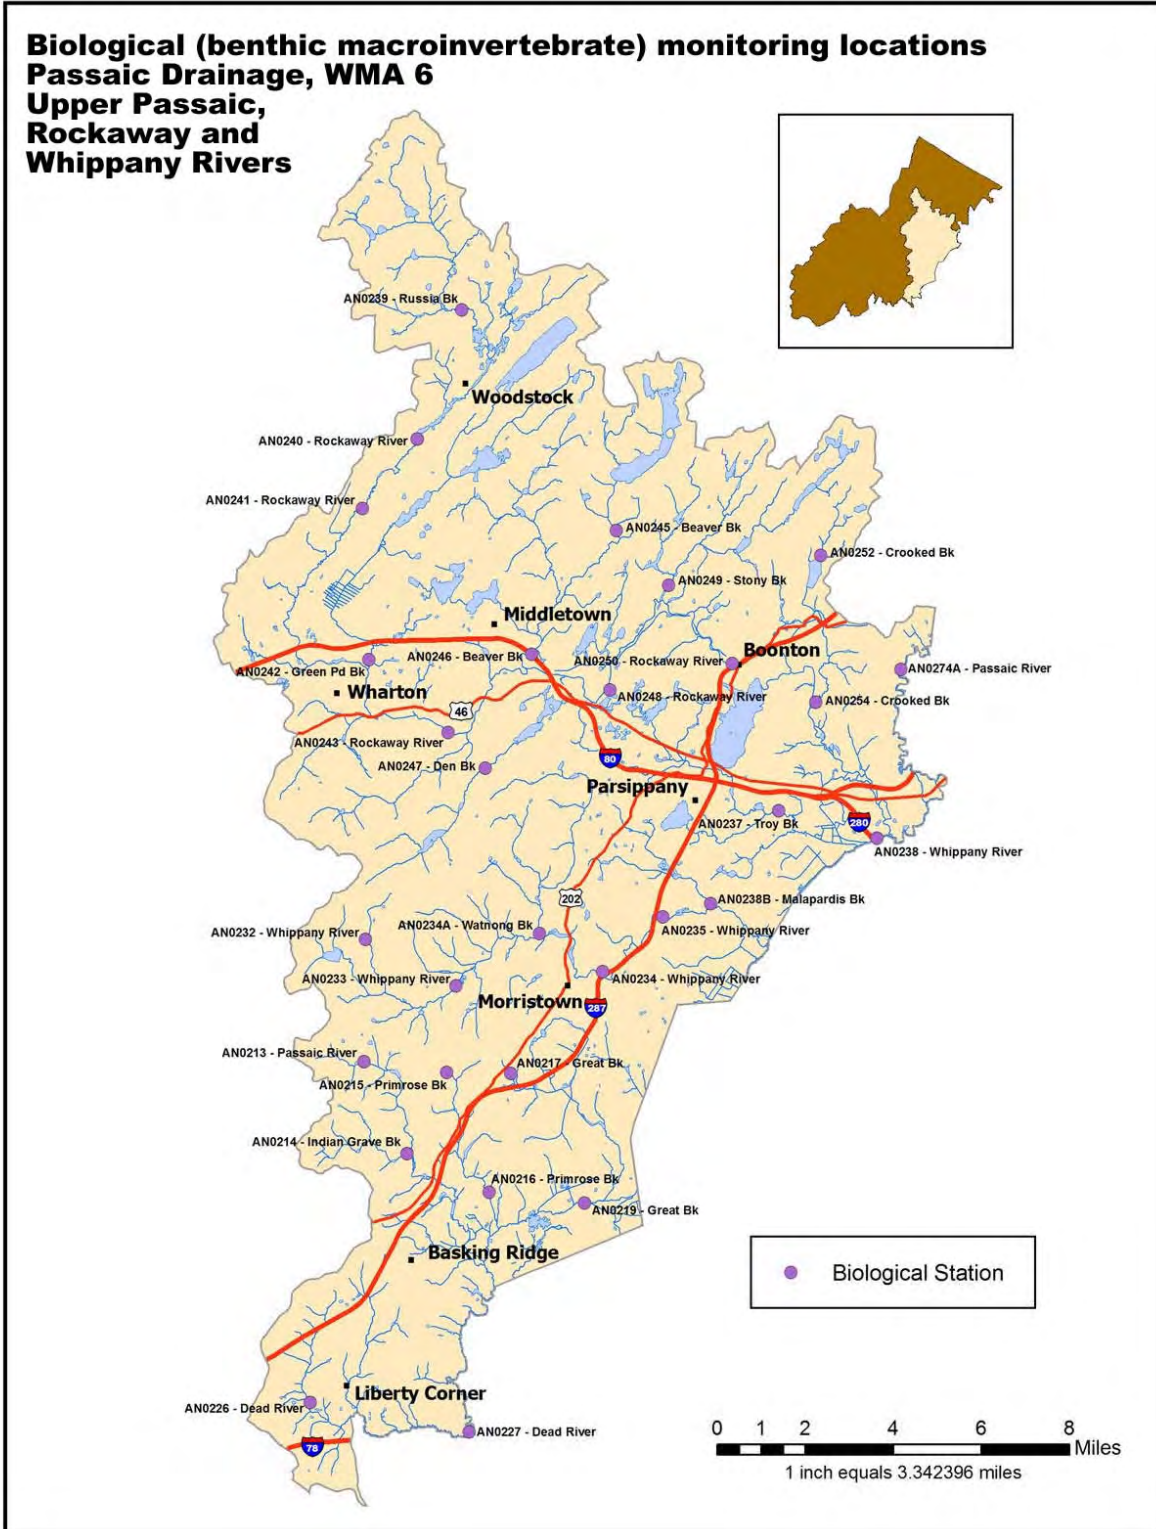 Biological (benthic macroinvertebrate) monitoring locations
Passaic Drainage, WMA 6
Upper Passaic,
Rockaway and
Whippany Rivers
AN0239 - Russia Bk
Woodstock
AN0240 - Rockaway River
AN0241 - Rockaway River
AN0245 - Beaver Bk
AN0252 - Crooked Bk
AN0249 - Stony Bk
Middletown
Boonton
AN0246 - Beaver Bk
AN0250 - Rockaway River
AN0242 - Green Pd Bk
AN0274A - Passaic River
Wharton
AN0248 - Rockaway River
AN0254 - Crooked Bk
46
AN0243 - Rockaway River
80
AN0247 - Den Bk
Parsippany
AN0237 - Troy Bk
280
AN0238 - Whippany River
202
AN0238B - Malapardis Bk
AN0234A - Watnong Bk
AN0232 - Whippany River
AN0235 - Whippany River
AN0233 - Whippany River
AN0234 - Whippany River
Morristown
287
AN0213 - Passaic River
AN0217 - Great Bk
AN0215 - Primrose Bk
AN0214 - Indian Grave Bk
AN0216 - Primrose Bk
AN0219 - Great Bk
Basking Ridge
Biological Station
Liberty Corner
AN0226 - Dead River
AN0227 - Dead River
78
0 1 2 4 6 8
Miles
1 inch equals 3.342396 miles